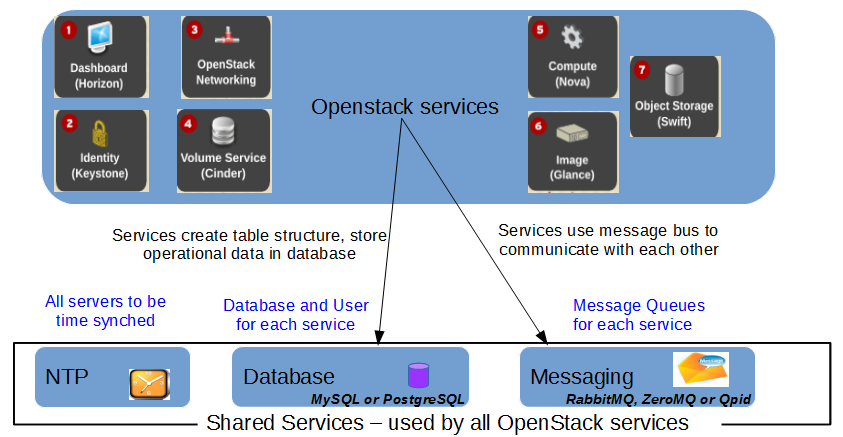 1
Dashboard
(Horizon)
3
OpenStack
Networking
5
Compute
(Nova)
7
Object Storage
(Swift)
Openstack services
2
Identity
(Keystone)
4
Volume Service
(Cinder)
6
Image
(Glance)
Services create table structure, store
operational data in database
Services use message bus to
communicate with each other
All servers to be
time synched
Database and User
for each service
Message Queues
for each service
NTP
Database
MySQL or PostgreSQL
Messaging
Message
RabbitMQ, ZeroMQ or Qpid
Shared Services – used by all OpenStack services